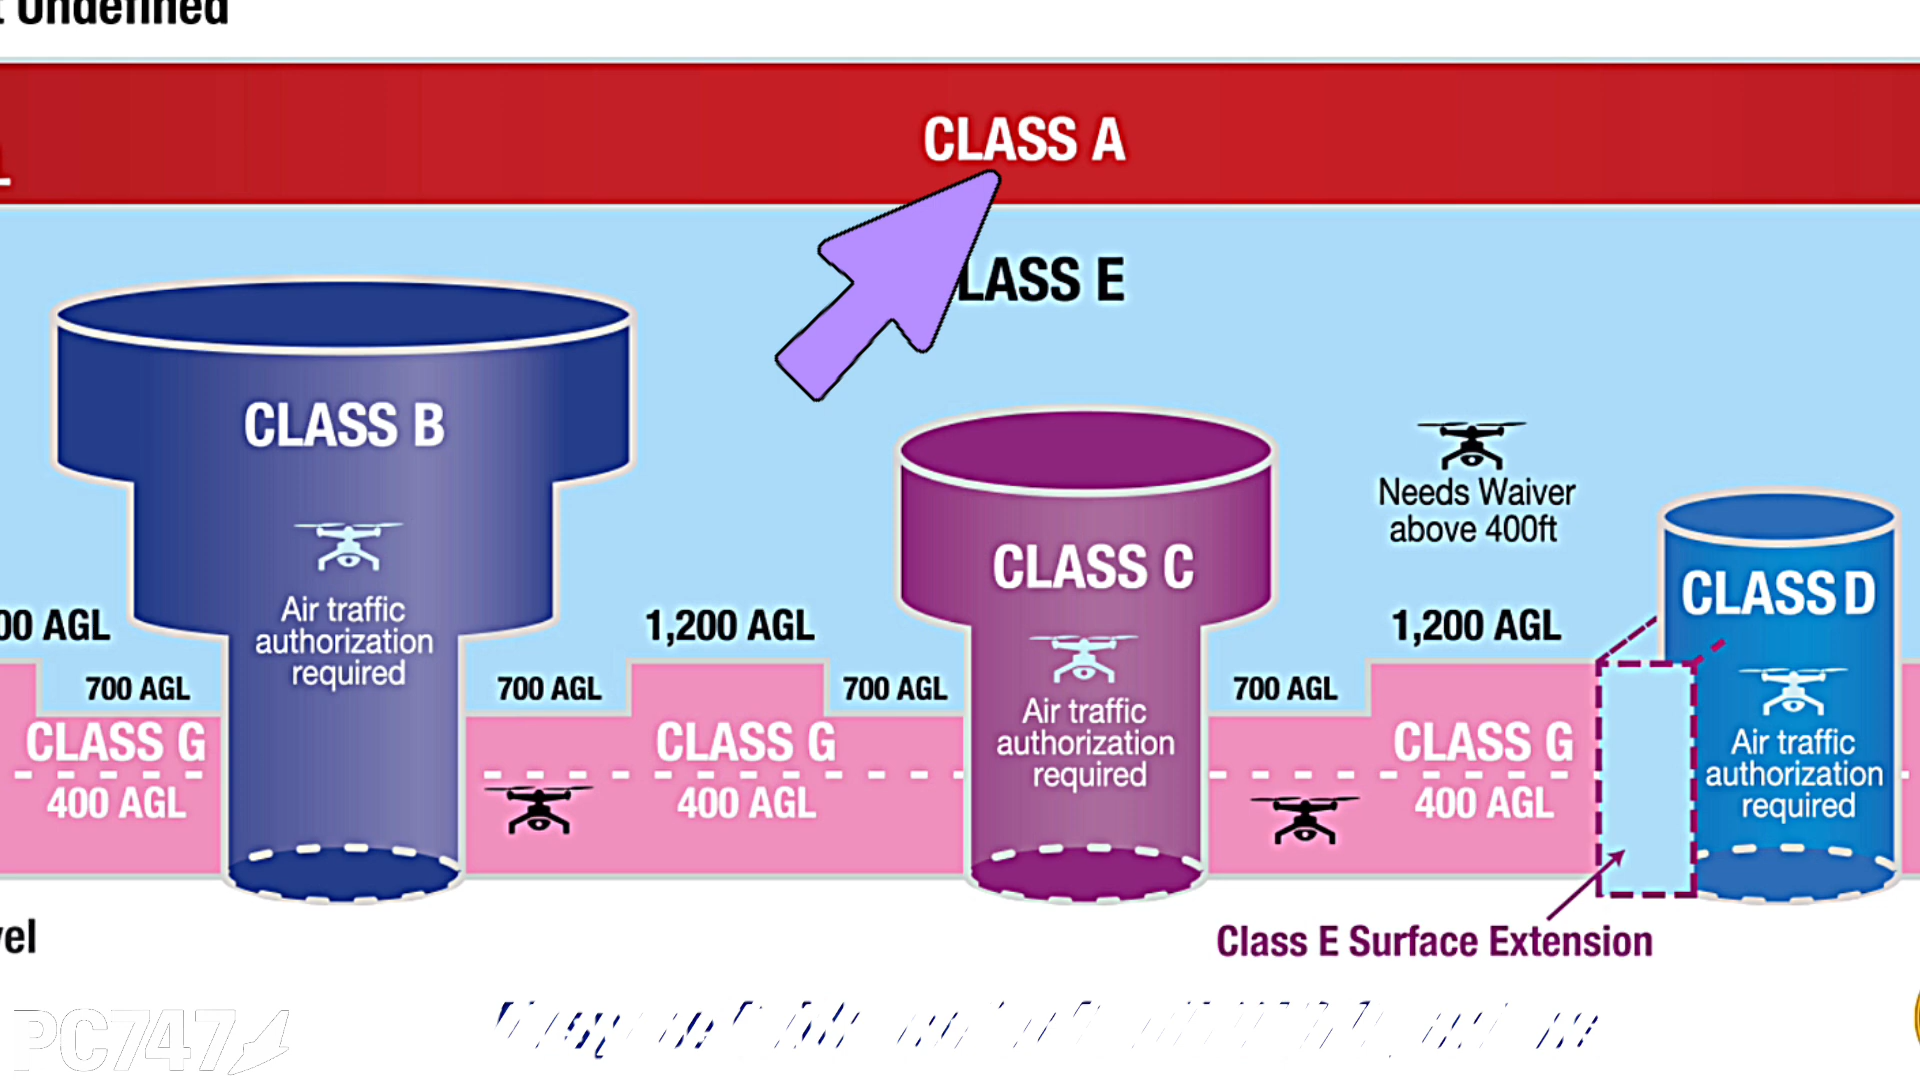 Undefined
CLASS A
LASS E
CLASS B
Air traffic
authorization
required
CLASS C
Air traffic
authorization
required
Needs Waiver
above 400ft
CLASS D
Air traffic
authorization
required
00 AGL
1,200 AGL
1,200 AGL
700 AGL
700 AGL
700 AGL
700 AGL
CLASS G
400 AGL
CLASS G
400 AGL
CLASS G
400 AGL
vel
Class E Surface Extension
PC747